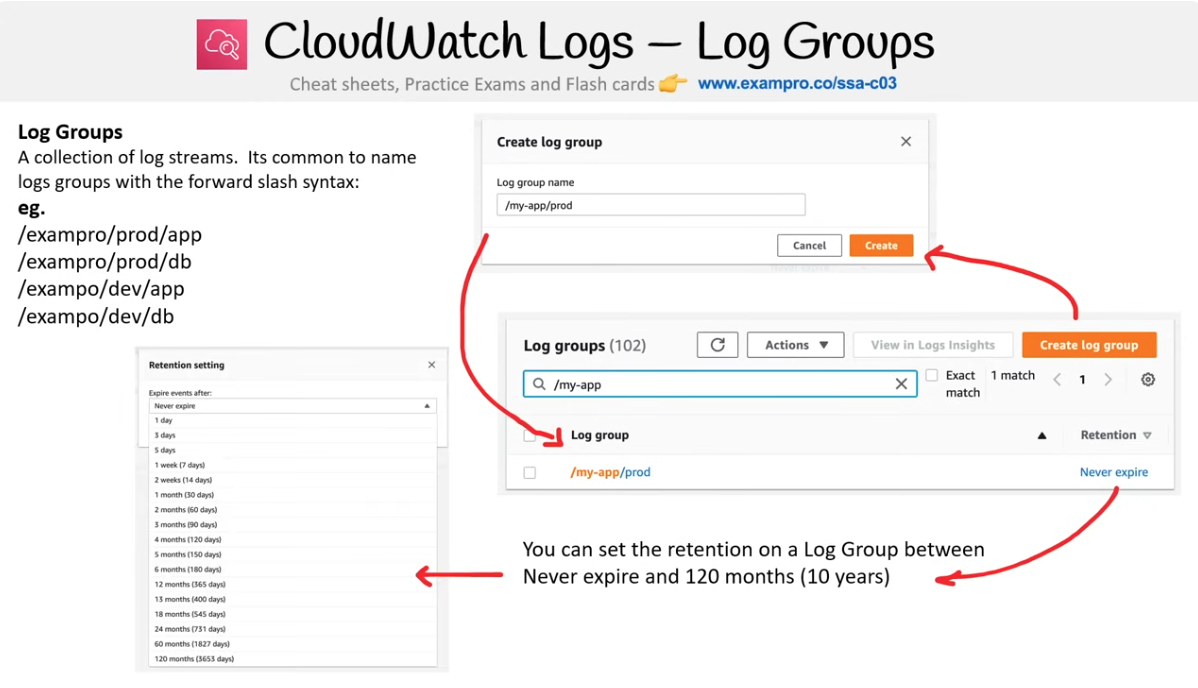 CloudWatch Logs – Log Groups
Cheat sheets, Practice Exams and Flash cards 👉 www.exampro.co/ssa-c03
Log Groups
A collection of log streams.  Its common to name
logs groups with the forward slash syntax:
eg.
/exampro/prod/app
/exampro/prod/db
/exampo/dev/app
/exampo/dev/db
Create log group
Log group name
/my-app/prod
Cancel
Create
Never expire
Log groups (102)
Actions
View in Logs Insights
Create log group
/my-app
Exact
match
1 match
1
Log group
Retention
/my-app/prod
Never expire
You can set the retention on a Log Group between
Never expire and 120 months (10 years)
Retention setting
Expire events after:
Never expire
1 day
3 days
5 days
1 week (7 days)
2 weeks (14 days)
1 month (30 days)
2 months (60 days)
3 months (90 days)
4 months (120 days)
5 months (150 days)
6 months (180 days)
12 months (365 days)
13 months (400 days)
18 months (545 days)
24 months (731 days)
60 months (1827 days)
120 months (3653 days)